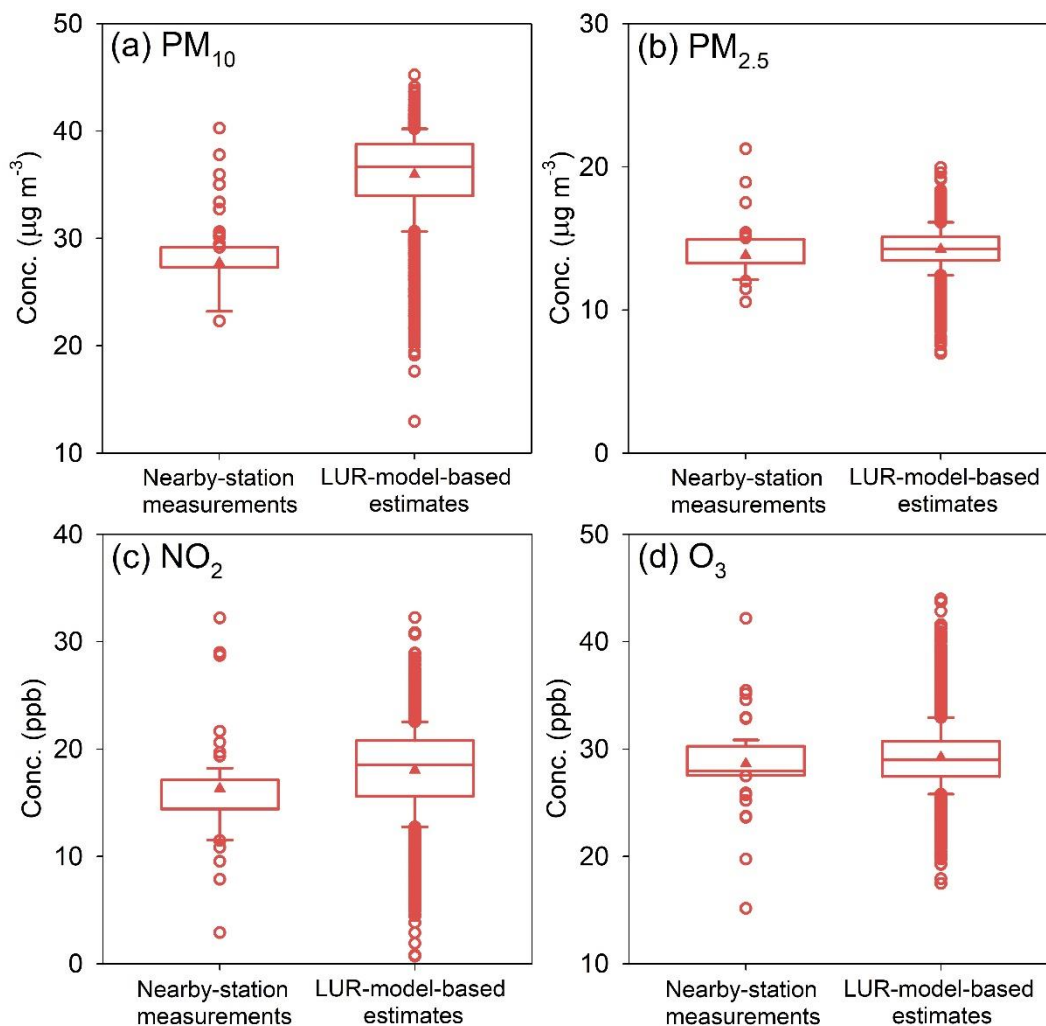 (a) PM₁₀
Conc. (µg m⁻³)
50
40
30
20
10
Nearby-station
measurements
LUR-model-based
estimates
(b) PM₂.₅
Conc. (µg m⁻³)
30
20
10
0
Nearby-station
measurements
LUR-model-based
estimates
(c) NO₂
Conc. (ppb)
40
30
20
10
0
Nearby-station
measurements
LUR-model-based
estimates
(d) O₃
Conc. (ppb)
50
40
30
20
10
Nearby-station
measurements
LUR-model-based
estimates